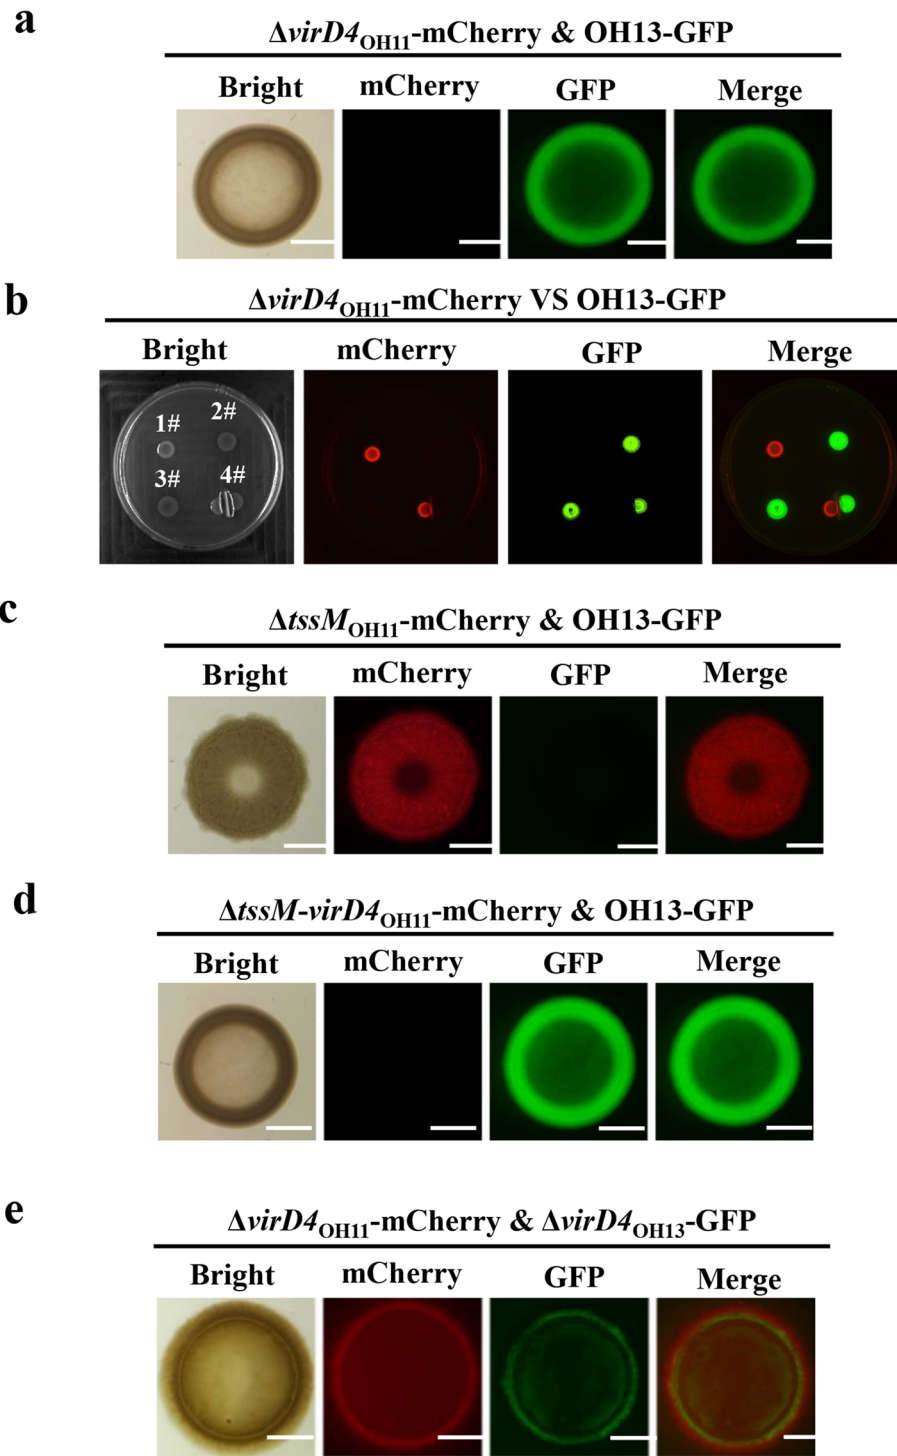 a
ΔvirD4OH11-mCherry & OH13-GFP
Bright mCherry GFP Merge
b
ΔvirD4OH11-mCherry VS OH13-GFP
Bright mCherry GFP Merge
1# 2#
3# 4#
c
ΔtssMOH11-mCherry & OH13-GFP
Bright mCherry GFP Merge
d
ΔtssM-virD4OH11-mCherry & OH13-GFP
Bright mCherry GFP Merge
e
ΔvirD4OH11-mCherry & ΔvirD4OH13-GFP
Bright mCherry GFP Merge